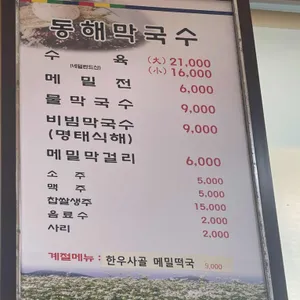 동해막국수
수육 (大) 21,000
(小) 16,000
메밀전 6,000
물막국수 9,000
비빔막국수 9,000
(명태식해)
메밀막걸리 6,000
소주 5,000
맥주 5,000
찹쌀생주 15,000
음료수 2,000
사리 2,000
계절메뉴 : 한우사골 메밀떡국 9,000